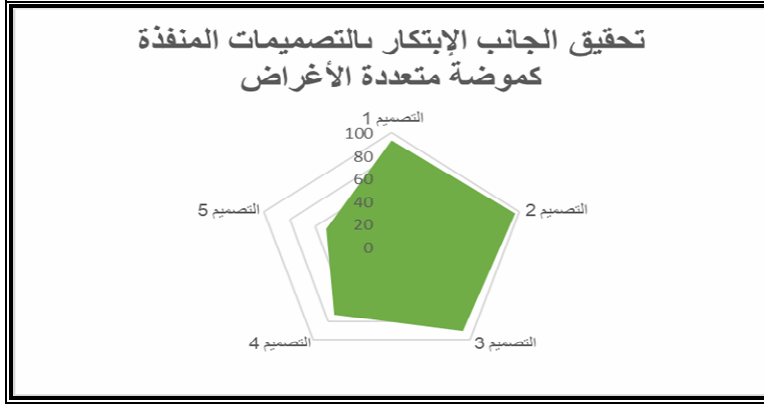 تحقيق الجانب الإبتكار بالتصميمات المنفذة
كموضة متعددة الأغراض
التصميم 1
100
80
60
40
20
0
التصميم 2
التصميم 3
التصميم 4
التصميم 5